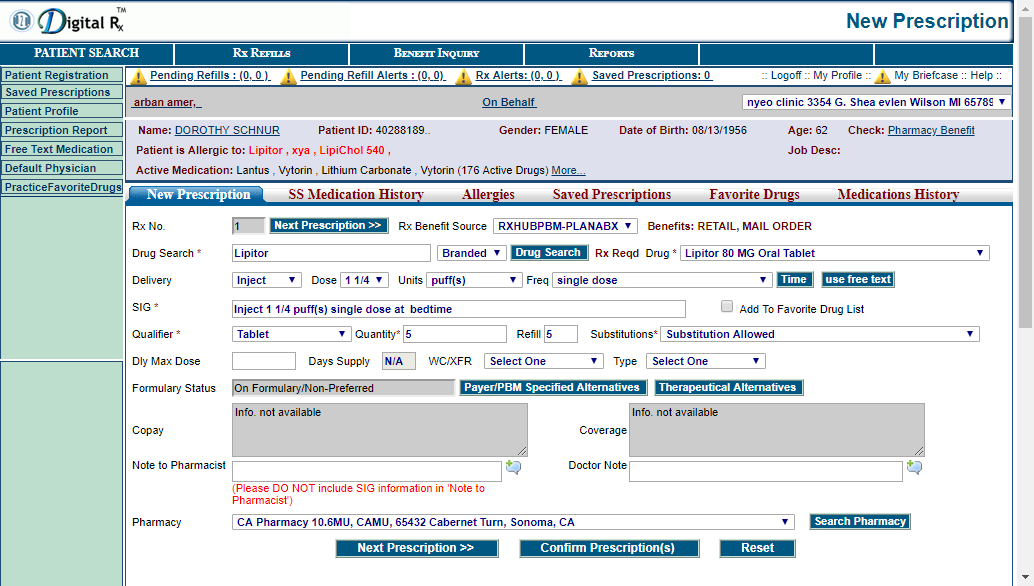 Digital Rx TM
New Prescription
PATIENT SEARCH RX REFILLS BENEFIT INQUIRY REPORTS
Patient Registration
Saved Prescriptions
Patient Profile
Prescription Report
Free Text Medication
Default Physician
PracticeFavoriteDrugs
Pending Refills : (0, 0 ) Pending Refill Alerts : (0, 0) Rx Alerts: (0, 0 ) Saved Prescriptions: 0 :: Logoff :: My Profile :: My Briefcase :: Help ::
arban amer, On Behalf nyeo clinic 3354 G. Shea evlen Wilson MI 65789
Name: DOROTHY SCHNUR Patient ID: 40288189.. Gender: FEMALE Date of Birth: 08/13/1956 Age: 62 Check: Pharmacy Benefit
Patient is Allergic to: Lipitor , xya , LipiChol 540 , Job Desc:
Active Medication: Lantus , Vytorin , Lithium Carbonate , Vytorin (176 Active Drugs) More...
New Prescription SS Medication History Allergies Saved Prescriptions Favorite Drugs Medications History
Rx No. 1 Next Prescription >> Rx Benefit Source RXHUBPBM-PLANABX Benefits: RETAIL, MAIL ORDER
Drug Search * Lipitor Branded Drug Search Rx Reqd Drug * Lipitor 80 MG Oral Tablet
Delivery Inject Dose 1 1/4 Units puff(s) Freq single dose Time use free text
SIG * Inject 1 1/4 puff(s) single dose at bedtime Add To Favorite Drug List
Qualifier * Tablet Quantity* 5 Refill 5 Substitutions* Substitution Allowed
Dly Max Dose Days Supply N/A WC/XFR Select One Type Select One
Formulary Status On Formulary/Non-Preferred Payer/PBM Specified Alternatives Therapeutical Alternatives
Copay Info. not available Coverage Info. not available
Note to Pharmacist Doctor Note
(Please DO NOT include SIG information in 'Note to
Pharmacist')
Pharmacy CA Pharmacy 10.6MU, CAMU, 65432 Cabernet Turn, Sonoma, CA Search Pharmacy
Next Prescription >> Confirm Prescription(s) Reset